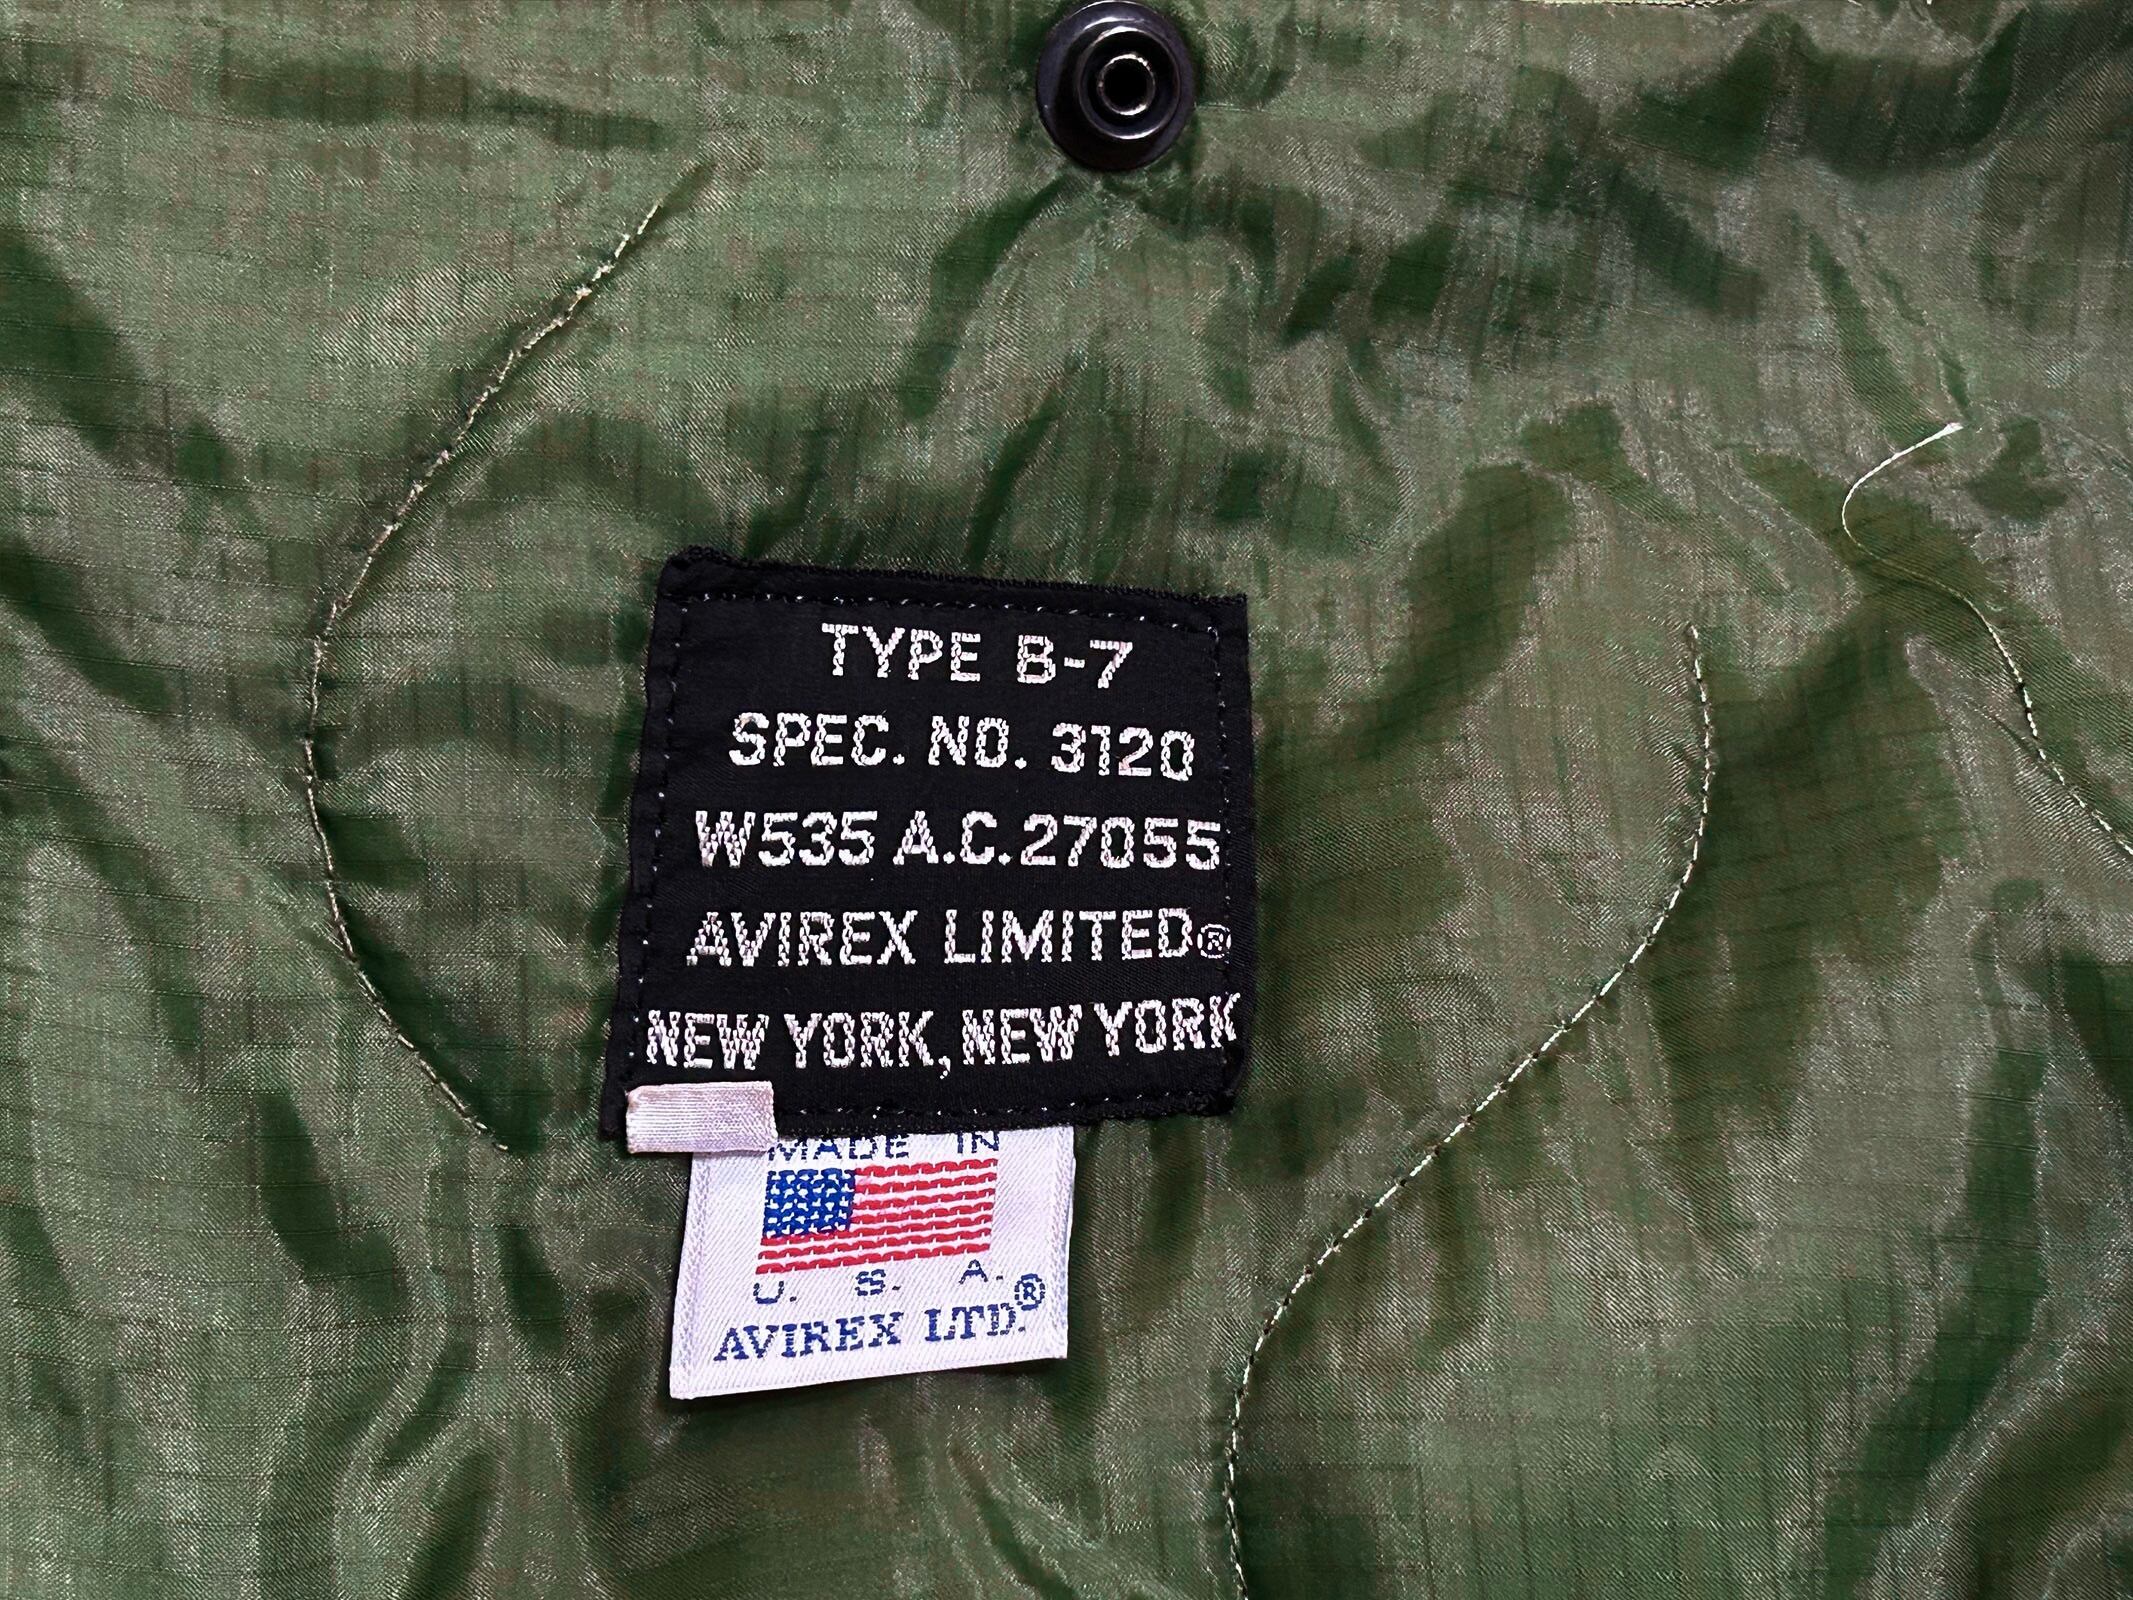 TYPE B-7
SPEC. NO. 3120
W535 A.C. 27055
AVIREX LIMITED®
NEW YORK, NEW YORK
MADE IN
U. S. A.
AVIREX LTD.®